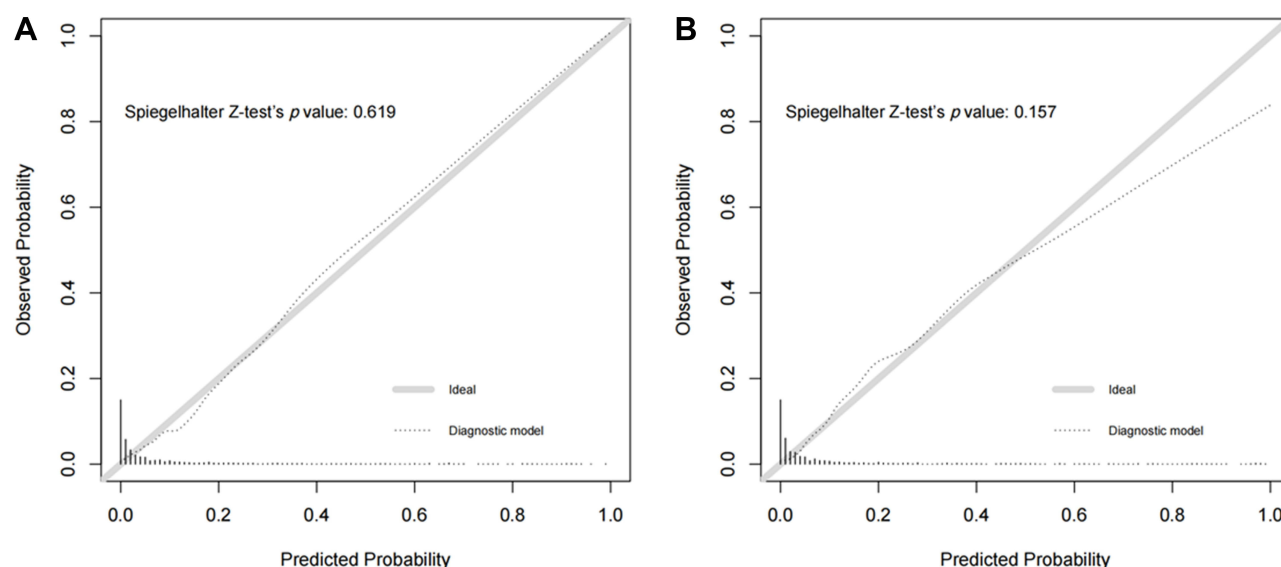 A
Observed Probability
1.0
0.8
0.6
0.4
0.2
0.0
Spiegelhalter Z-test's p value: 0.619
Ideal
Diagnostic model
0.0 0.2 0.4 0.6 0.8 1.0
Predicted Probability
B
Observed Probability
1.0
0.8
0.6
0.4
0.2
0.0
Spiegelhalter Z-test's p value: 0.157
Ideal
Diagnostic model
0.0 0.2 0.4 0.6 0.8 1.0
Predicted Probability